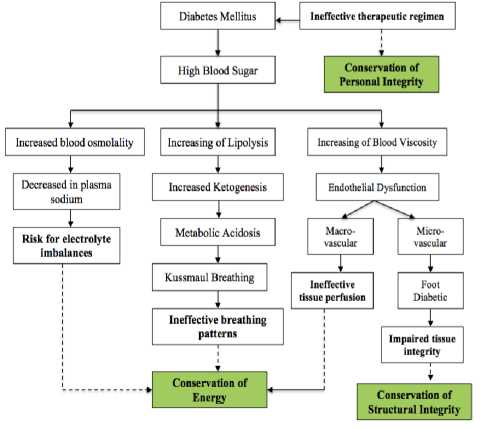 Diabetes Mellitus
Ineffective therapeutic regimen
Conservation of
Personal Integrity
High Blood Sugar
Increased blood osmolality
Increasing of Lipolysis
Increasing of Blood Viscosity
Decreased in plasma
sodium
Increased Ketogenesis
Endothelial Dysfunction
Risk for electrolyte
imbalances
Metabolic Acidosis
Macro-
vascular
Micro-
vascular
Kussmaul Breathing
Ineffective
tissue perfusion
Foot
Diabetic
Ineffective breathing
patterns
Impaired tissue
integrity
Conservation of
Energy
Conservation of
Structural Integrity